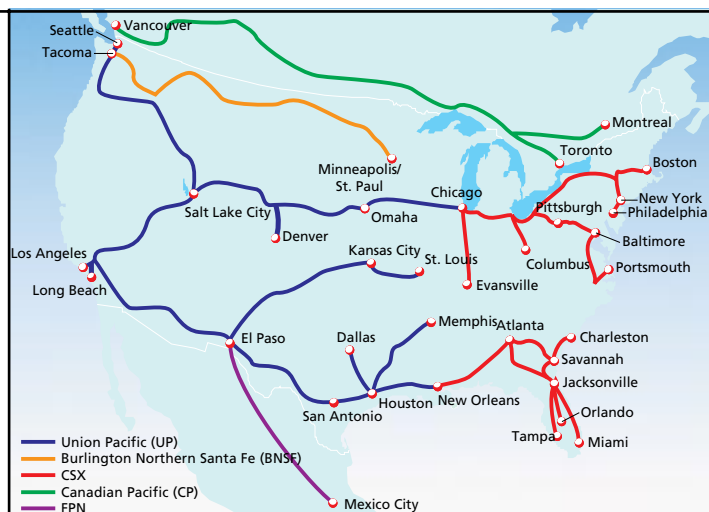 Vancouver
Seattle
Tacoma
Montreal
Toronto
Boston
Minneapolis/
St. Paul
Chicago
New York
Pittsburgh
Philadelphia
Salt Lake City
Omaha
Denver
Baltimore
Kansas City
St. Louis
Columbus
Los Angeles
Long Beach
Evansville
Portsmouth
El Paso
Dallas
Memphis
Atlanta
Charleston
Savannah
Jacksonville
San Antonio
Houston
New Orleans
Orlando
Tampa
Miami
Union Pacific (UP)
Burlington Northern Santa Fe (BNSF)
CSX
Canadian Pacific (CP)
FPN
Mexico City